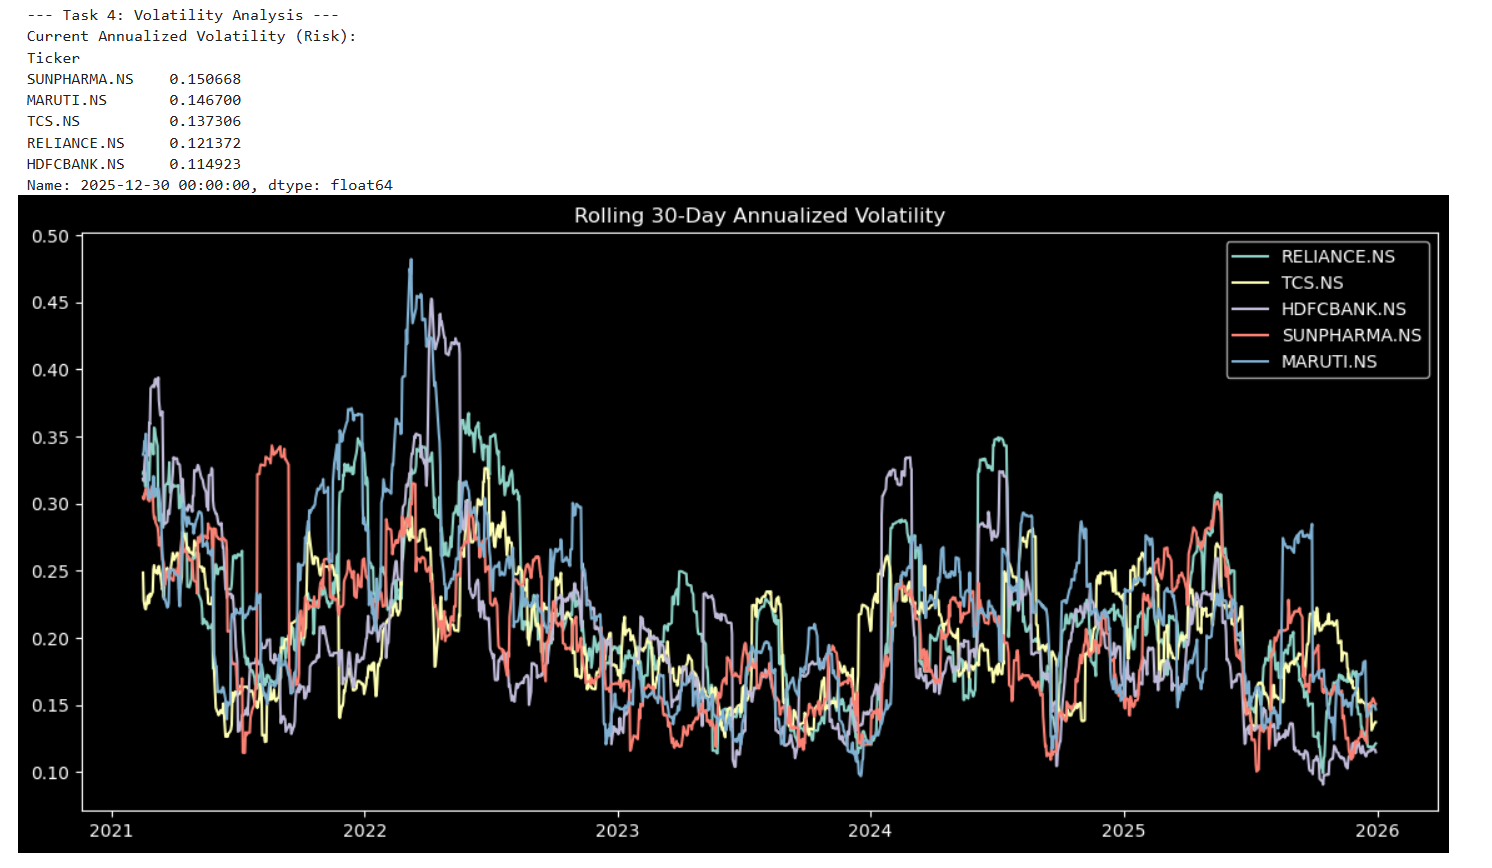 --- Task 4: Volatility Analysis ---
Current Annualized Volatility (Risk):
Ticker
SUNPHARMA.NS    0.150668
MARUTI.NS       0.146700
TCS.NS          0.137306
RELIANCE.NS     0.121372
HDFCBANK.NS     0.114923
Name: 2025-12-30 00:00:00, dtype: float64
Rolling 30-Day Annualized Volatility
0.50
0.45
0.40
0.35
0.30
0.25
0.20
0.15
0.10
RELIANCE.NS
TCS.NS
HDFCBANK.NS
SUNPHARMA.NS
MARUTI.NS
2021 2022 2023 2024 2025 2026